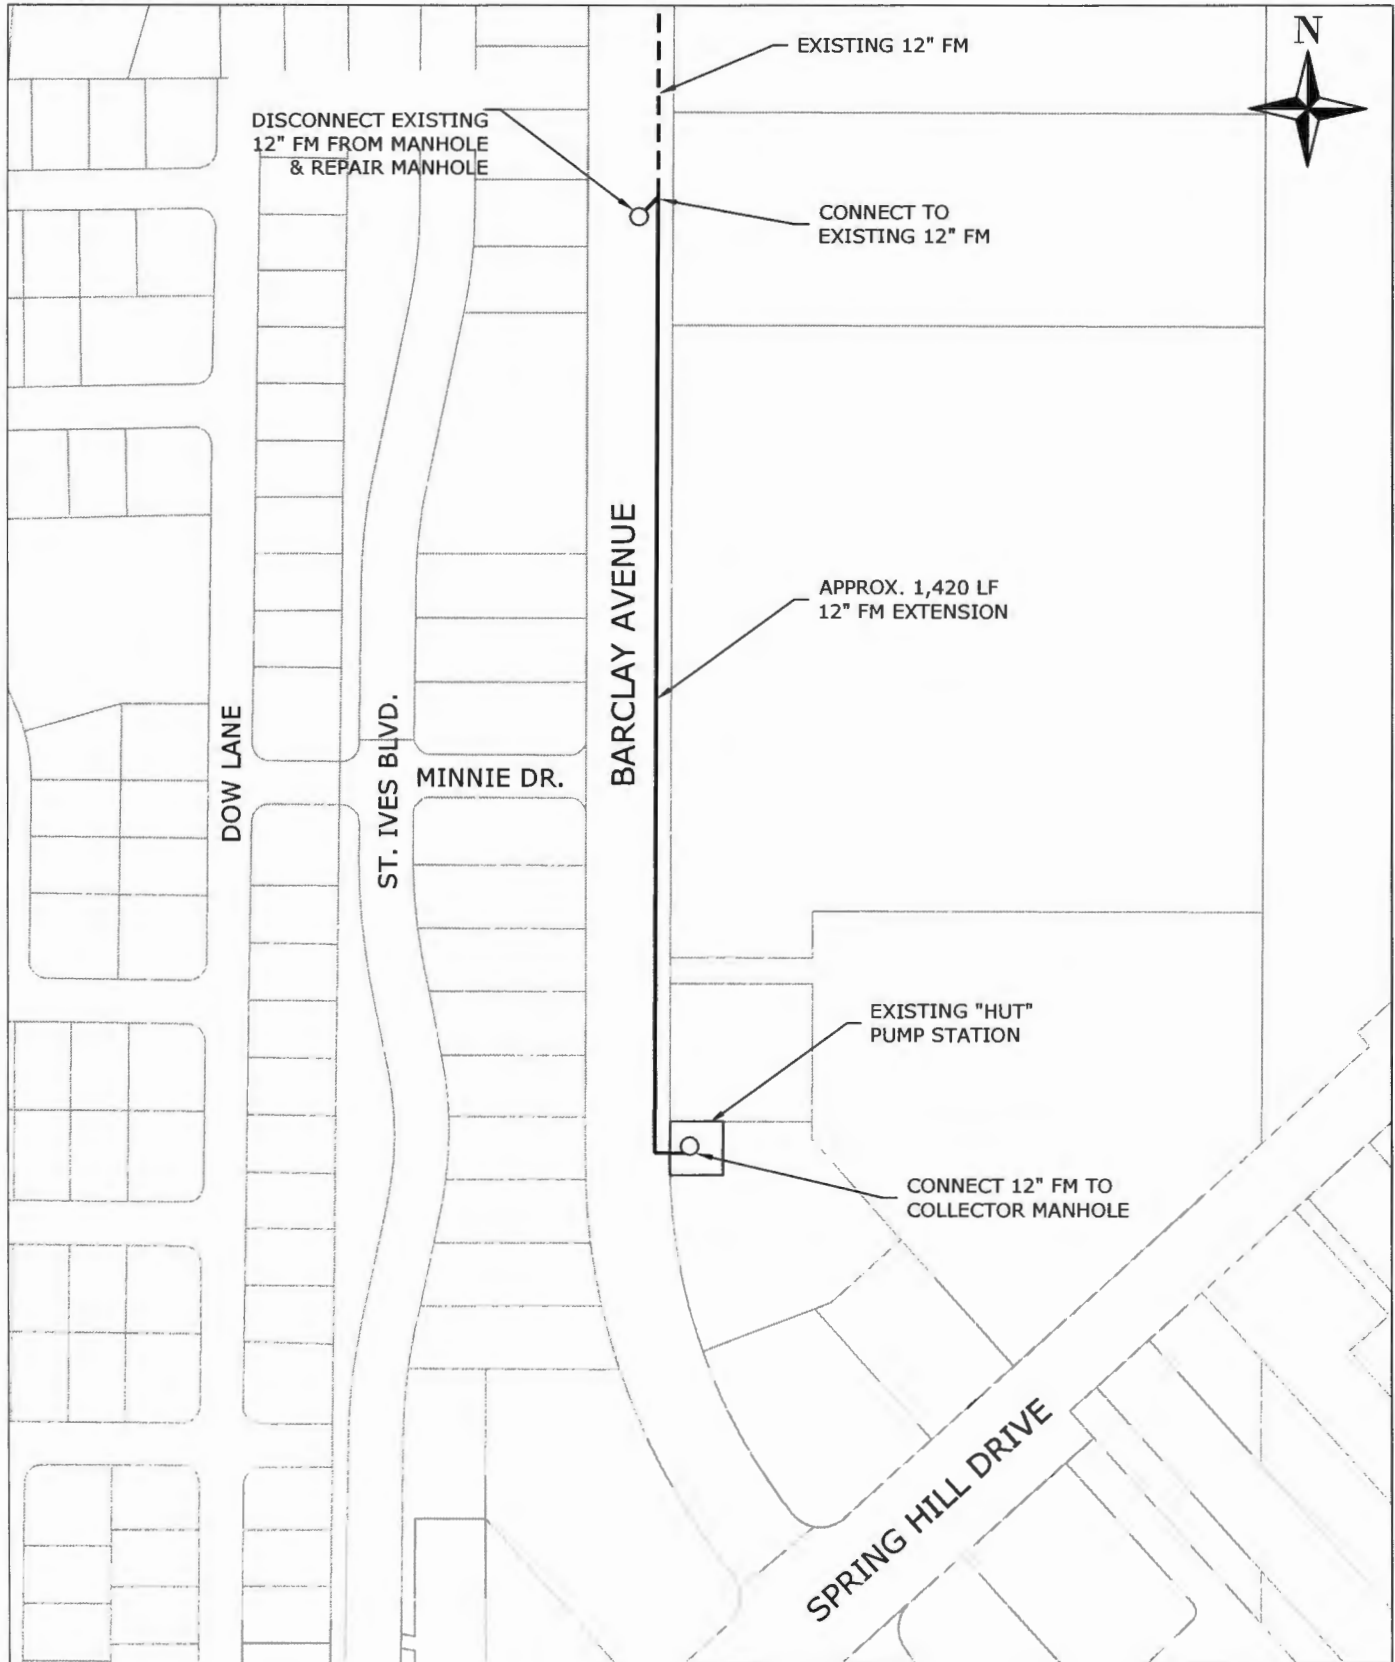 N
EXISTING 12" FM
DISCONNECT EXISTING
12" FM FROM MANHOLE
& REPAIR MANHOLE
CONNECT TO
EXISTING 12" FM
BARCLAY AVENUE
APPROX. 1,420 LF
12" FM EXTENSION
DOW LANE
ST. IVES BLVD.
MINNIE DR.
EXISTING "HUT"
PUMP STATION
CONNECT 12" FM TO
COLLECTOR MANHOLE
SPRING HILL DRIVE